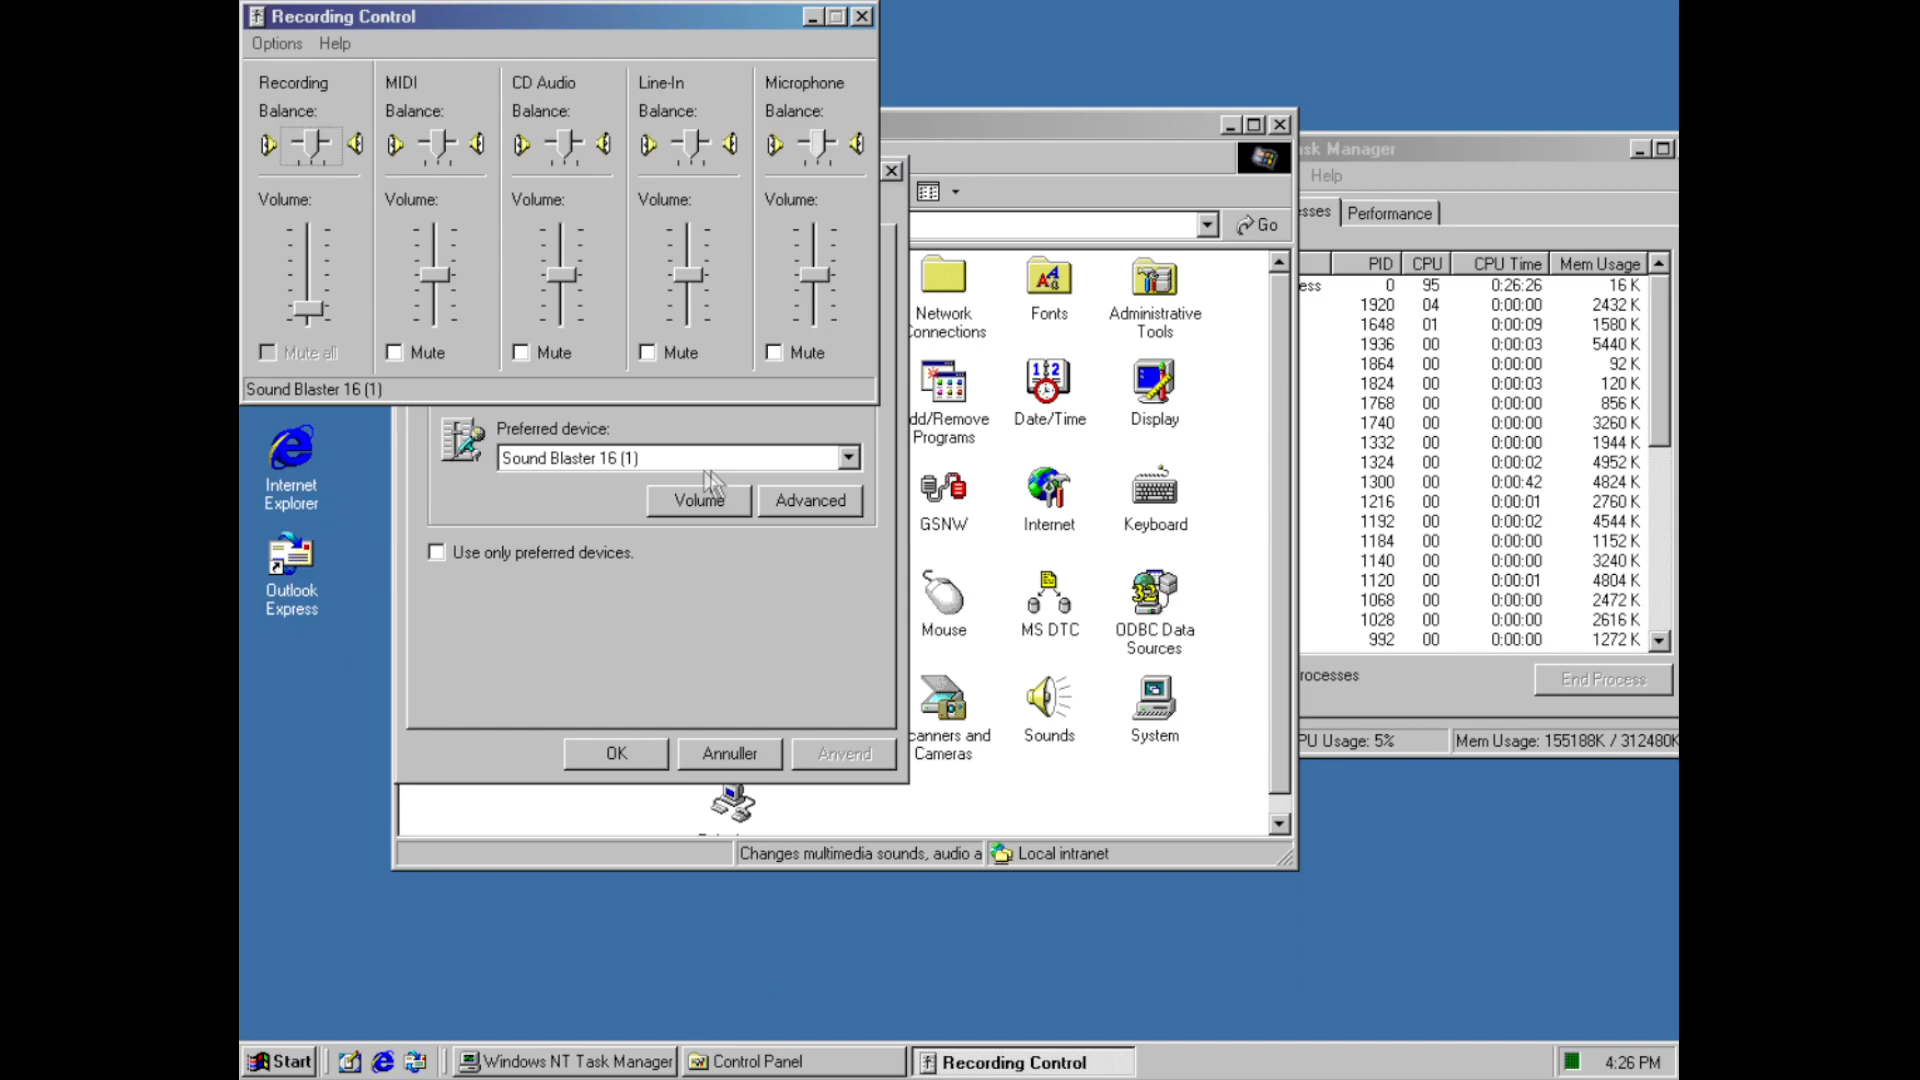 Recording Control
Options Help
Recording
Balance:
Volume:
Mute all
MIDI
Balance:
Volume:
Mute
CD Audio
Balance:
Volume:
Mute
Line-In
Balance:
Volume:
Mute
Microphone
Balance:
Volume:
Mute
Sound Blaster 16 (1)
Internet
Explorer
Outlook
Express
Preferred device:
Sound Blaster 16 (1)
Volume
Advanced
Use only preferred devices.
OK
Annuller
Anvend
Go
Network
Connections
Fonts
Administrative
Tools
dd/Remove
Programs
Date/Time
Display
GSNW
Internet
Keyboard
Mouse
MS DTC
ODBC Data
Sources
canners and
Cameras
Sounds
System
Changes multimedia sounds, audio a
Local intranet
sk Manager
Help
sses
Performance
PID CPU CPU Time Mem Usage
ess 0 95 0:26:26 16 K
1920 04 0:00:00 2432 K
1648 01 0:00:09 1580 K
1936 00 0:00:03 5440 K
1864 00 0:00:00 92 K
1824 00 0:00:03 120 K
1768 00 0:00:00 856 K
1740 00 0:00:03 3260 K
1332 00 0:00:00 1944 K
1324 00 0:00:02 4952 K
1300 00 0:00:42 4824 K
1216 00 0:00:01 2760 K
1192 00 0:00:02 4544 K
1184 00 0:00:00 1152 K
1140 00 0:00:00 3240 K
1120 00 0:00:01 4804 K
1068 00 0:00:00 2472 K
1028 00 0:00:00 2616 K
992 00 0:00:00 1272 K
rocesses
End Process
PU Usage: 5%
Mem Usage: 155188K / 312480K
Start
Windows NT Task Manager
Control Panel
Recording Control
4:26 PM